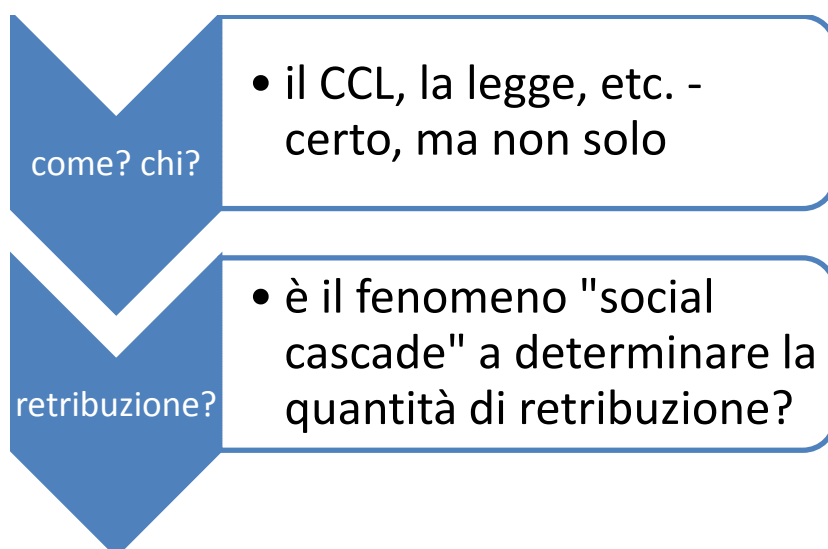 come? chi?
• il CCL, la legge, etc. -
certo, ma non solo
retribuzione?
• è il fenomeno "social
cascade" a determinare la
quantità di retribuzione?